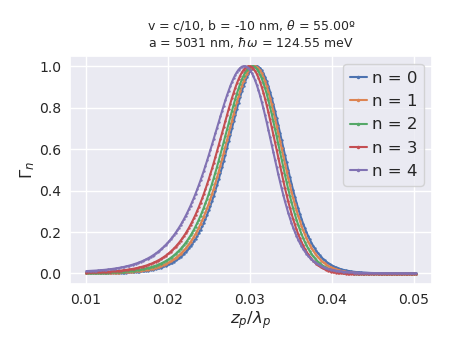 v = c/10, b = -10 nm, θ = 55.00º
a = 5031 nm, ℏω = 124.55 meV
1.0
0.8
0.6
0.4
0.2
0.0
Γₙ
n = 0
n = 1
n = 2
n = 3
n = 4
0.01 0.02 0.03 0.04 0.05
zₚ/λₚ